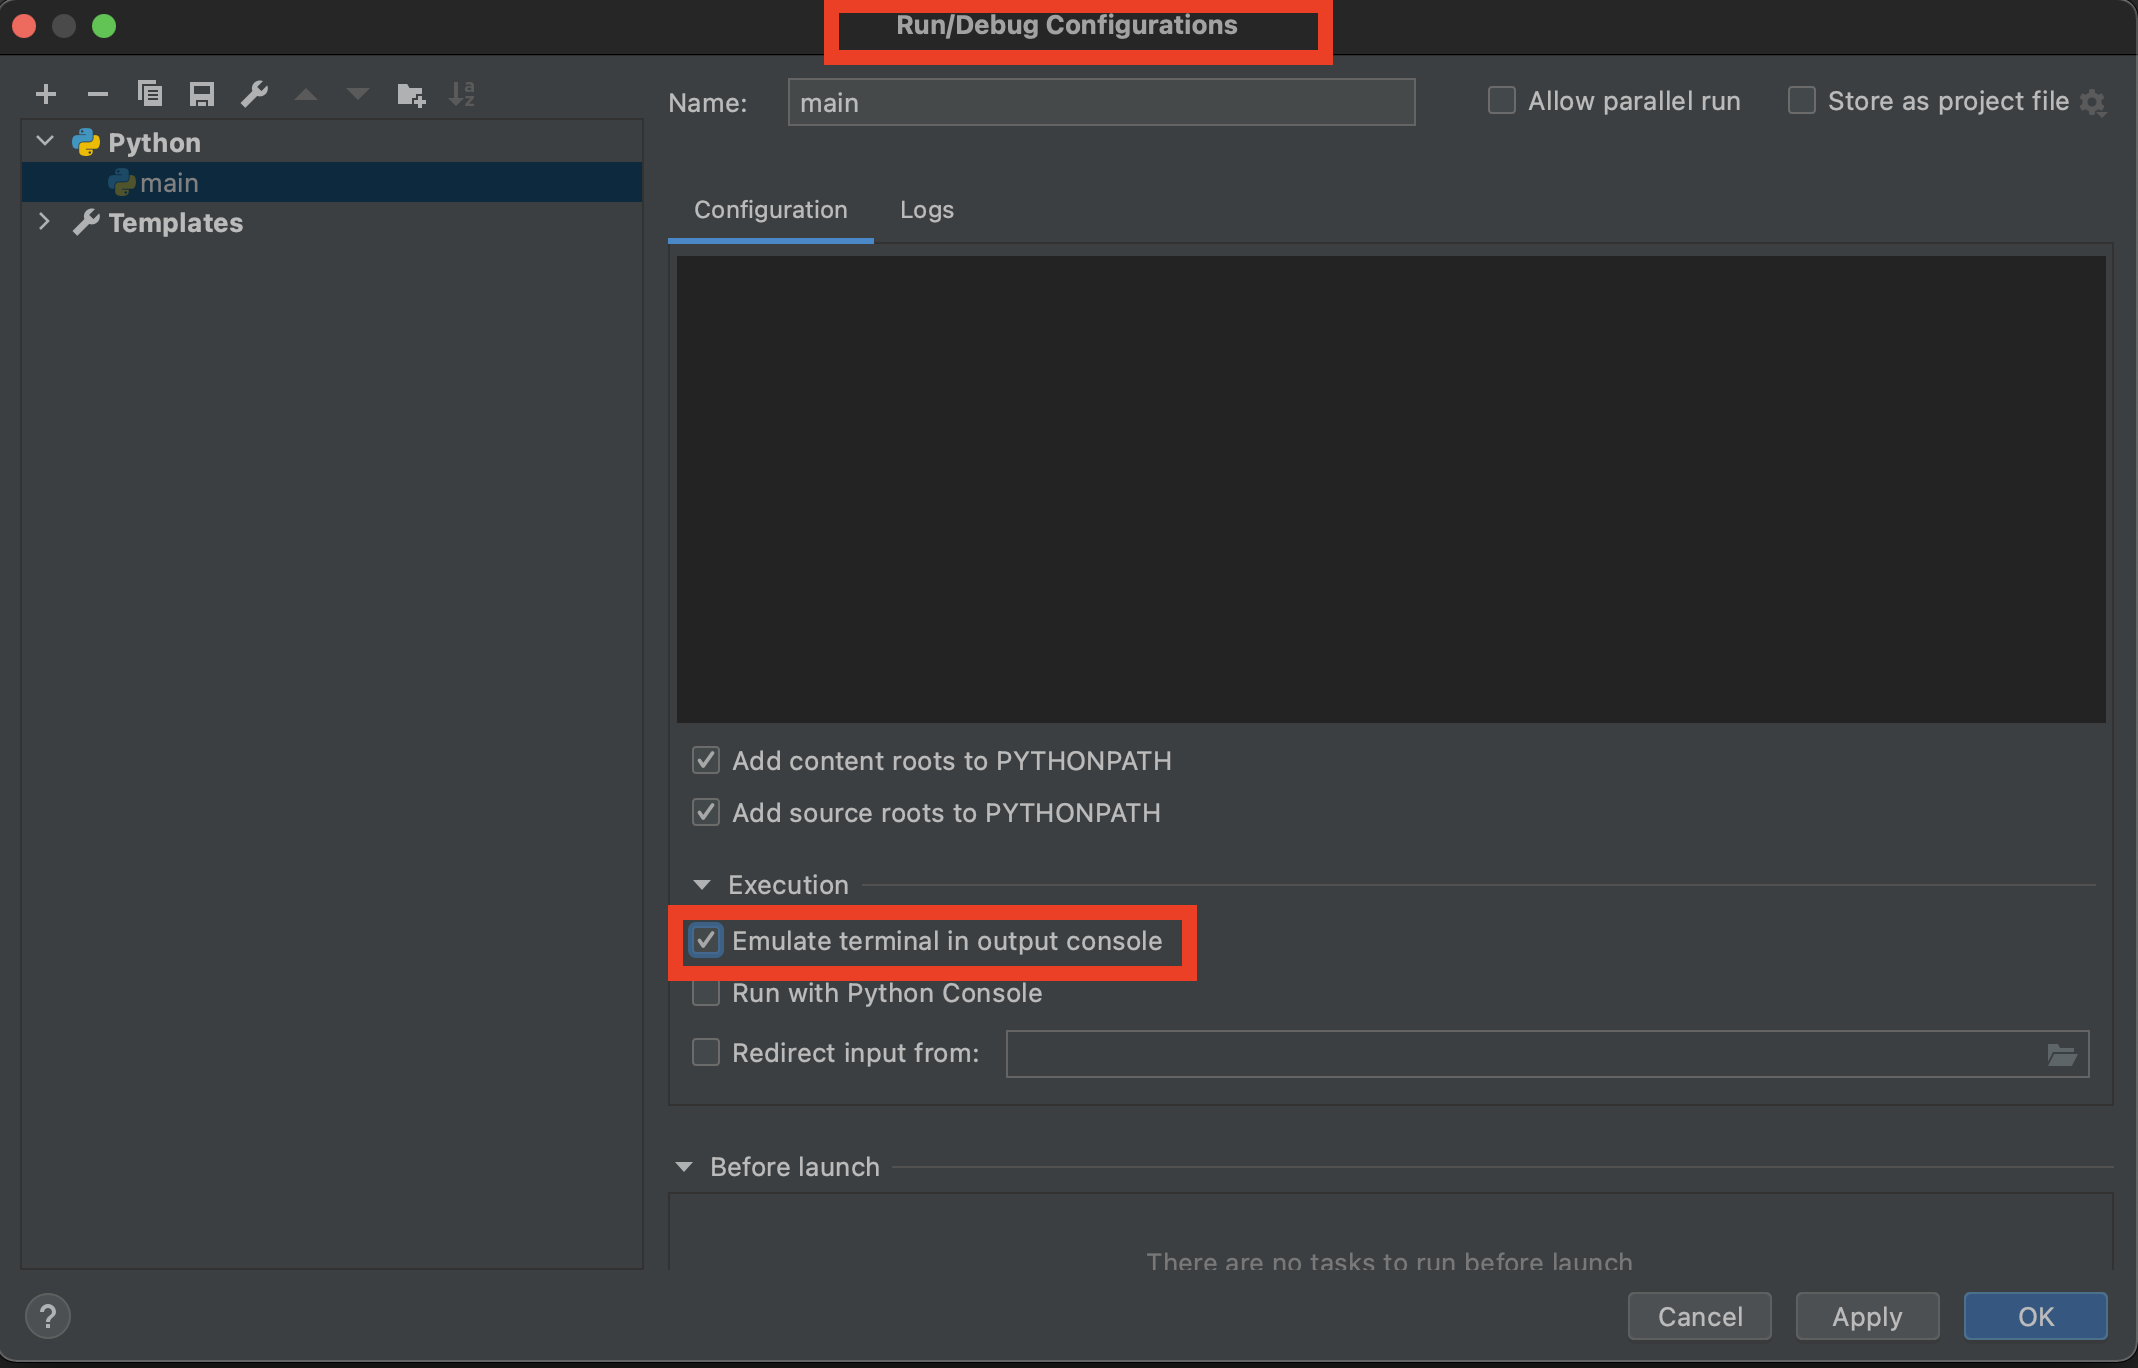 Run/Debug Configurations
Name: main
Allow parallel run
Store as project file
Python
main
Templates
Configuration Logs
Add content roots to PYTHONPATH
Add source roots to PYTHONPATH
Execution
Emulate terminal in output console
Run with Python Console
Redirect input from:
Before launch
There are no tasks to run before launch
? Cancel Apply OK